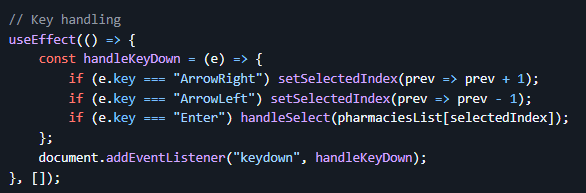 // Key handling
useEffect(() => {
    const handleKeyDown = (e) => {
        if (e.key === "ArrowRight") setSelectedIndex(prev => prev + 1);
        if (e.key === "ArrowLeft") setSelectedIndex(prev => prev - 1);
        if (e.key === "Enter") handleSelect(pharmaciesList[selectedIndex]);
    };
    document.addEventListener("keydown", handleKeyDown);
}, []);